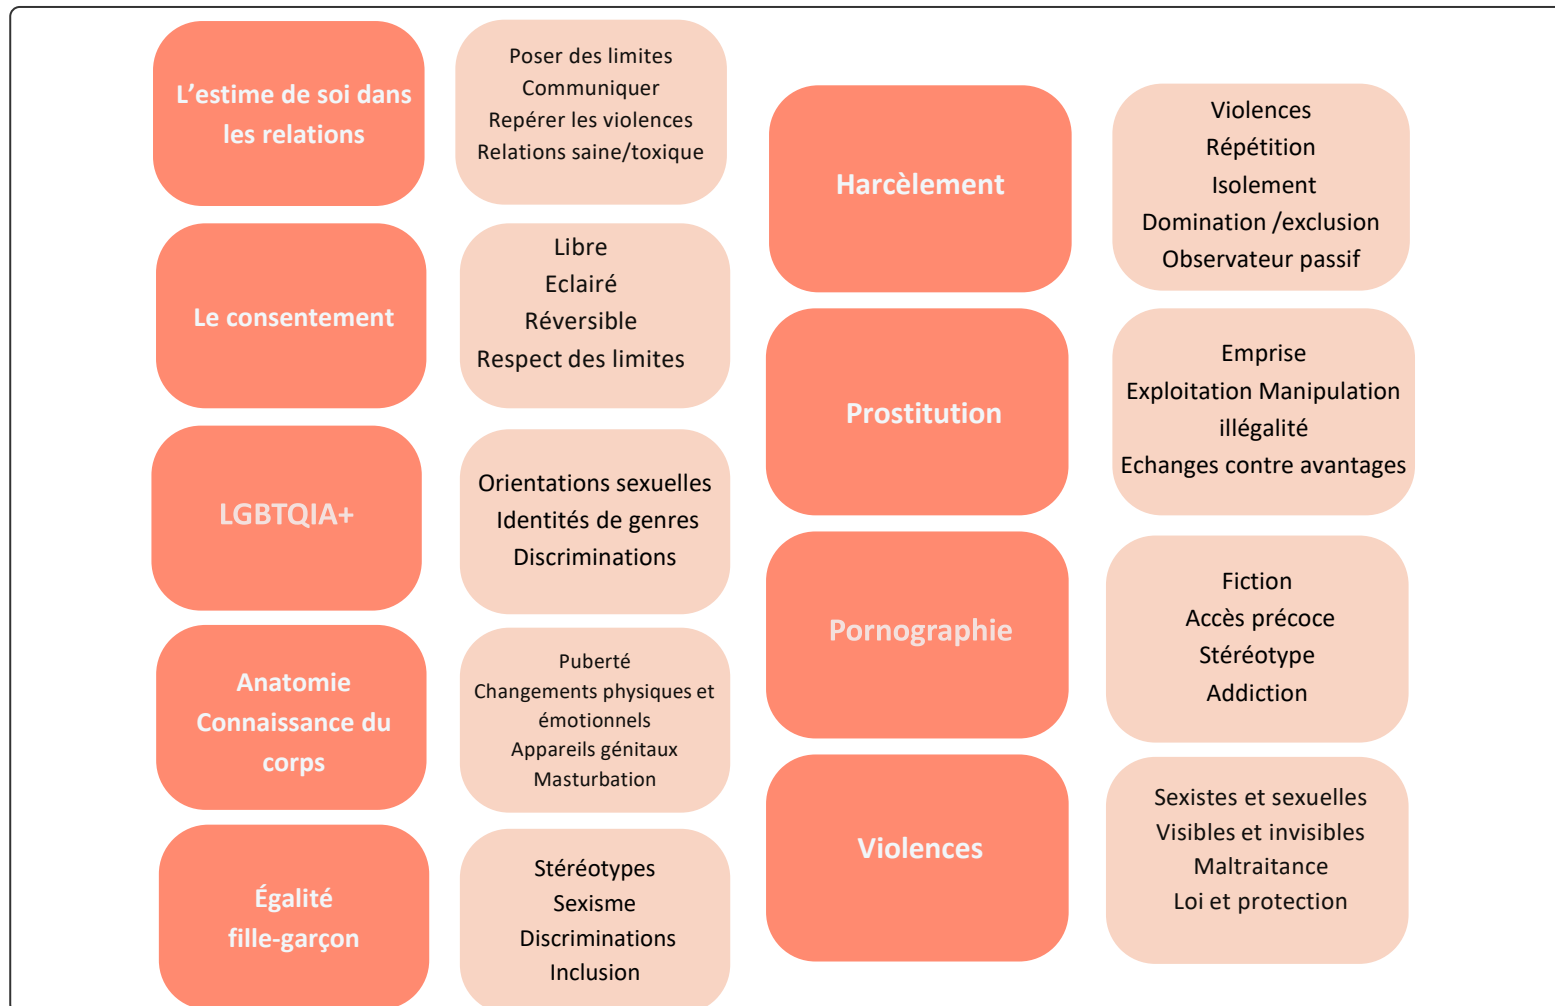 L'estime de soi dans
les relations
Poser des limites
Communiquer
Repérer les violences
Relations saine/toxique
Le consentement
Libre
Eclairé
Réversible
Respect des limites
LGBTQIA+
Orientations sexuelles
Identités de genres
Discriminations
Anatomie
Connaissance du
corps
Puberté
Changements physiques et
émotionnels
Appareils génitaux
Masturbation
Égalité
fille-garçon
Stéréotypes
Sexisme
Discriminations
Inclusion
Harcèlement
Violences
Répétition
Isolement
Domination /exclusion
Observateur passif
Prostitution
Emprise
Exploitation Manipulation
illégalité
Echanges contre avantages
Pornographie
Fiction
Accès précoce
Stéréotype
Addiction
Violences
Sexistes et sexuelles
Visibles et invisibles
Maltraitance
Loi et protection